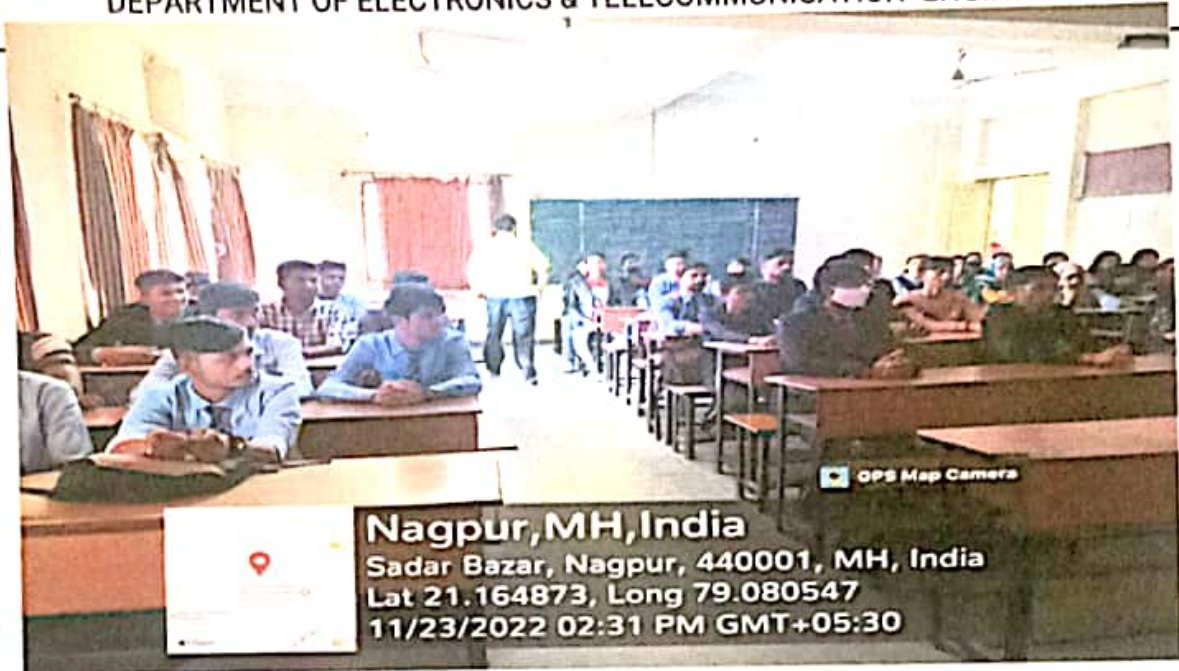 DEPARTMENT OF ELECTRONICS & TELECOMMUNICATION
1
GPS Map Camera
Nagpur,MH,India
Sadar Bazar, Nagpur, 440001, MH, India
Lat 21.164873, Long 79.080547
11/23/2022 02:31 PM GMT+05:30